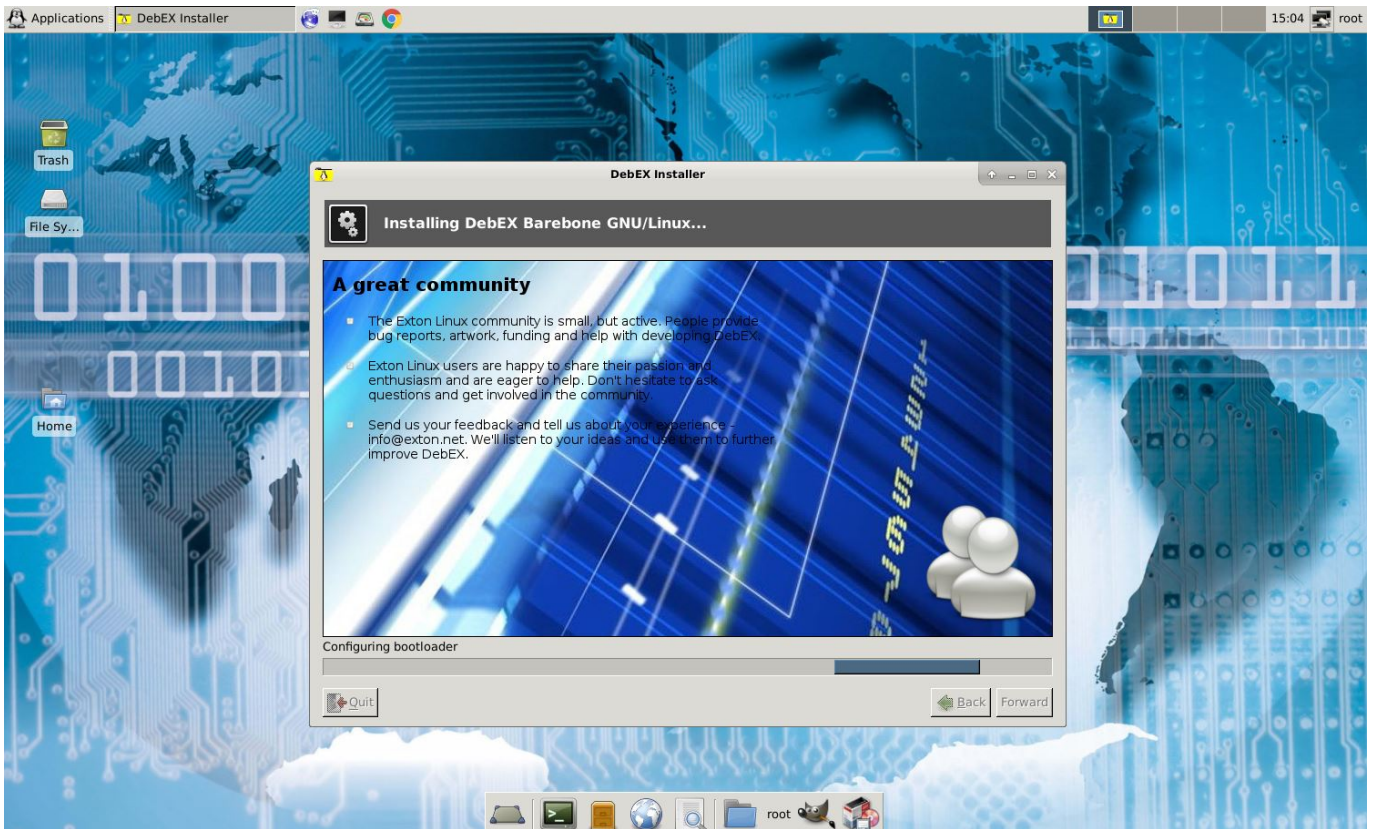 Applications
DebEX Installer
15:04
root
Trash
File Sy...
Home
0100
01011
0010
DebEX Installer
Installing DebEX Barebone GNU/Linux...
A great community
The Exton Linux community is small, but active. People provide
bug reports, artwork, funding and help with developing DebEX.
Exton Linux users are happy to share their passion and
enthusiasm and are eager to help. Don't hesitate to ask
questions and get involved in the community.
Send us your feedback and tell us about your experience -
info@exton.net. We'll listen to your ideas and use them to further
improve DebEX.
Configuring bootloader
Quit
Back
Forward
root